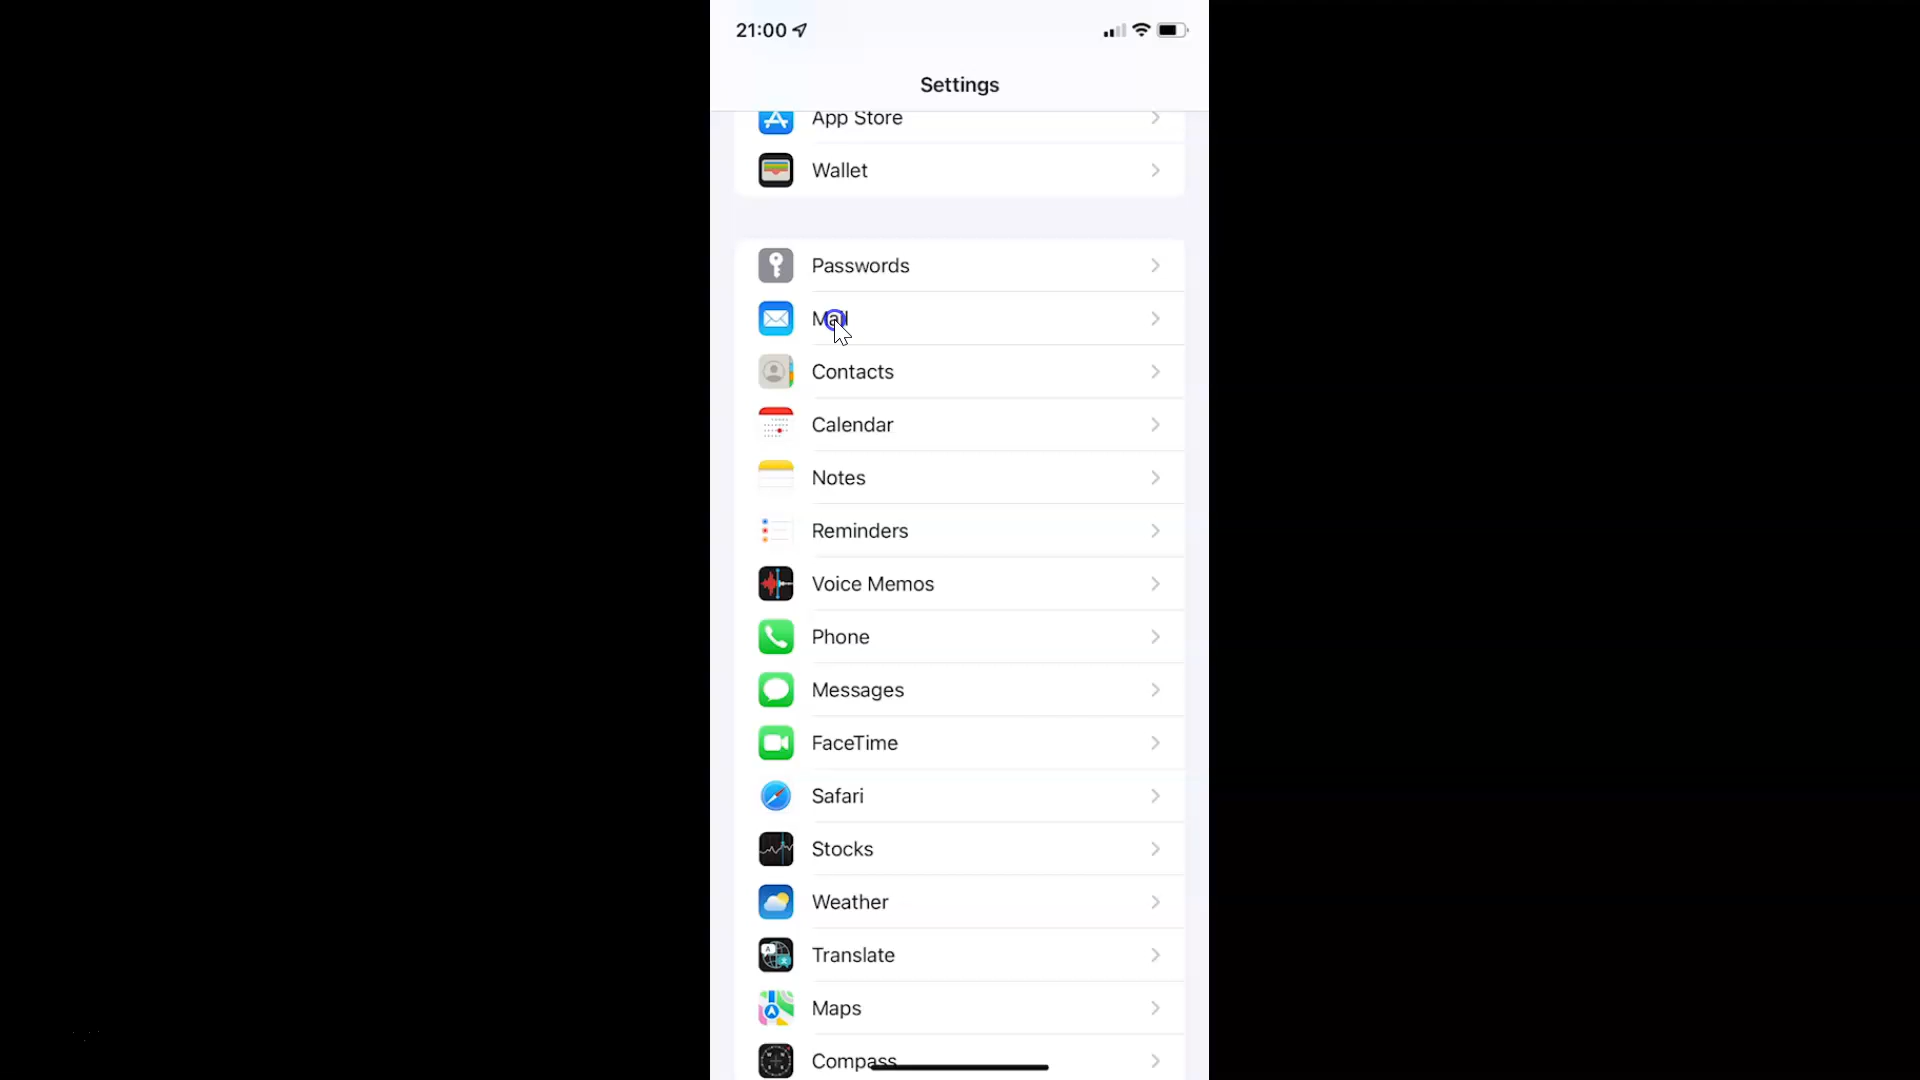 21:00
Settings
App Store
Wallet
Passwords
Mail
Contacts
Calendar
Notes
Reminders
Voice Memos
Phone
Messages
FaceTime
Safari
Stocks
Weather
Translate
Maps
Compass